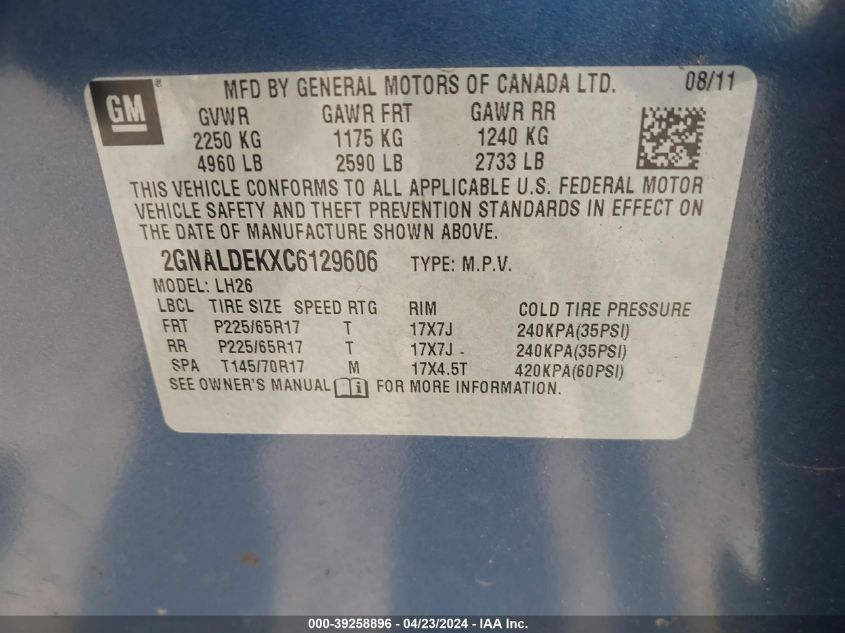 GM
MFD BY GENERAL MOTORS OF CANADA LTD. 08/11
GVWR GAWR FRT GAWR RR
2250 KG 1175 KG 1240 KG
4960 LB 2590 LB 2733 LB
THIS VEHICLE CONFORMS TO ALL APPLICABLE U.S. FEDERAL MOTOR
VEHICLE SAFETY AND THEFT PREVENTION STANDARDS IN EFFECT ON
THE DATE OF MANUFACTURE SHOWN ABOVE.
2GNALDEKXC6129606 TYPE: M.P.V.
MODEL: LH26
LBCL TIRE SIZE SPEED RTG RIM COLD TIRE PRESSURE
FRT P225/65R17 T 17X7J 240KPA(35PSI)
RR P225/65R17 T 17X7J 240KPA(35PSI)
SPA T145/70R17 M 17X4.5T 420KPA(60PSI)
SEE OWNER'S MANUAL FOR MORE INFORMATION.
000-39258896 / 04/23/2024 - IAA Inc.